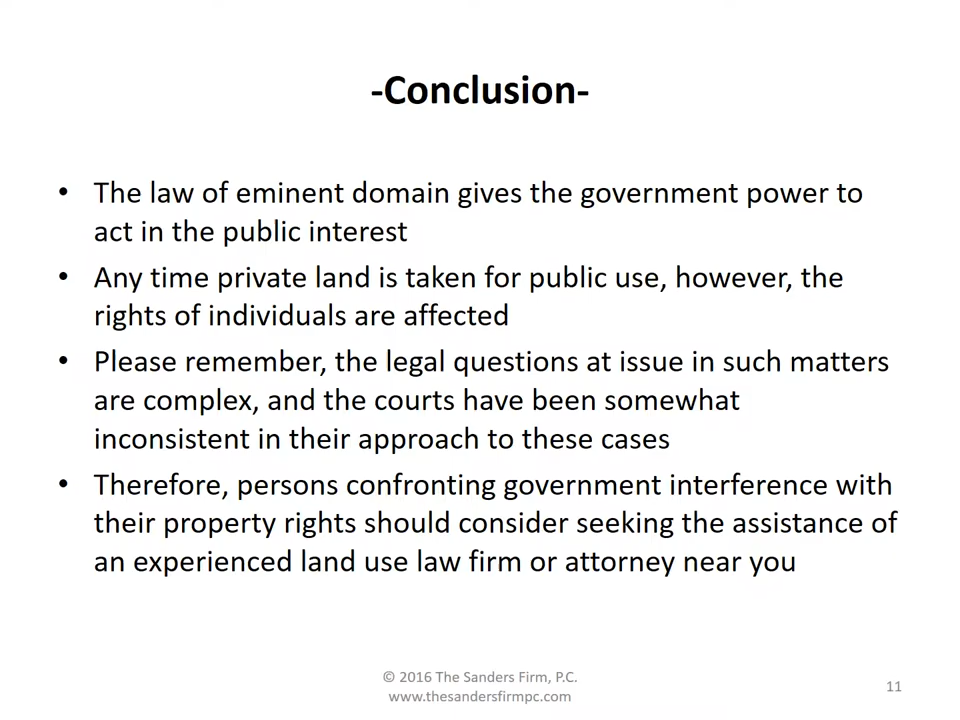 -Conclusion-
• The law of eminent domain gives the government power to
act in the public interest
• Any time private land is taken for public use, however, the
rights of individuals are affected
• Please remember, the legal questions at issue in such matters
are complex, and the courts have been somewhat
inconsistent in their approach to these cases
• Therefore, persons confronting government interference with
their property rights should consider seeking the assistance of
an experienced land use law firm or attorney near you
© 2016 The Sanders Firm, P.C.
www.thesandersfirmpc.com
11